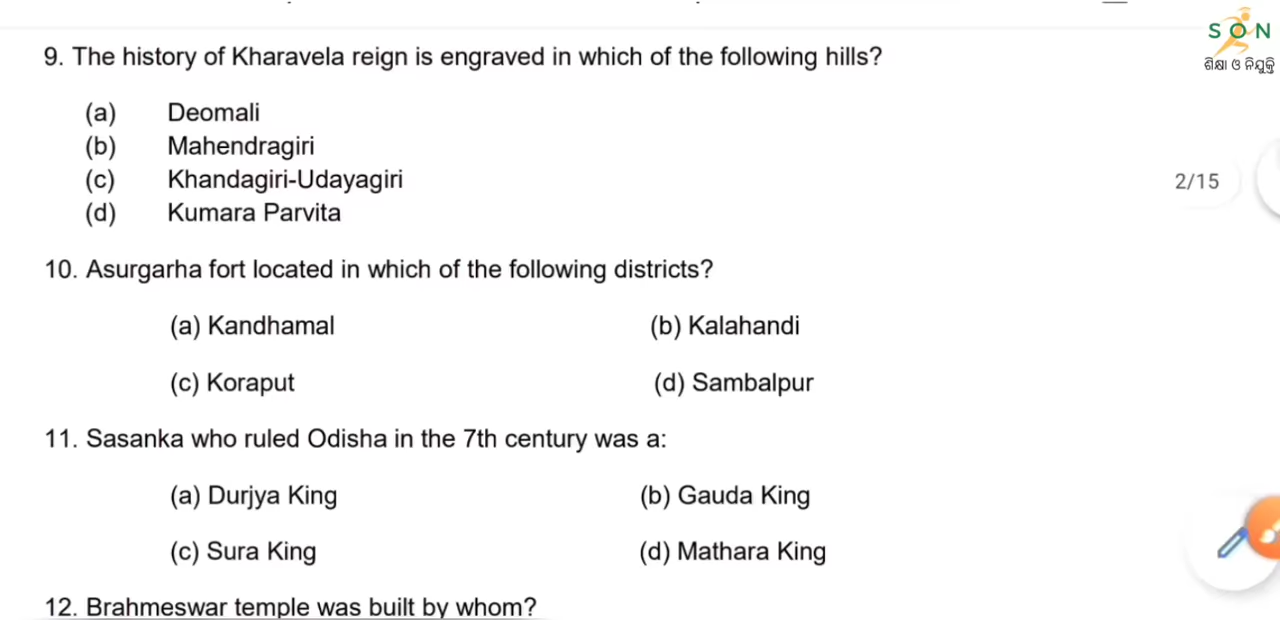 S O N
ଶିକ୍ଷା ଓ ନିଯୁକ୍ତି
9. The history of Kharavela reign is engraved in which of the following hills?
(a) Deomali
(b) Mahendragiri
(c) Khandagiri-Udayagiri
(d) Kumara Parvita
2/15
10. Asurgarha fort located in which of the following districts?
(a) Kandhamal (b) Kalahandi
(c) Koraput (d) Sambalpur
11. Sasanka who ruled Odisha in the 7th century was a:
(a) Durjya King (b) Gauda King
(c) Sura King (d) Mathara King
12. Brahmeswar temple was built by whom?